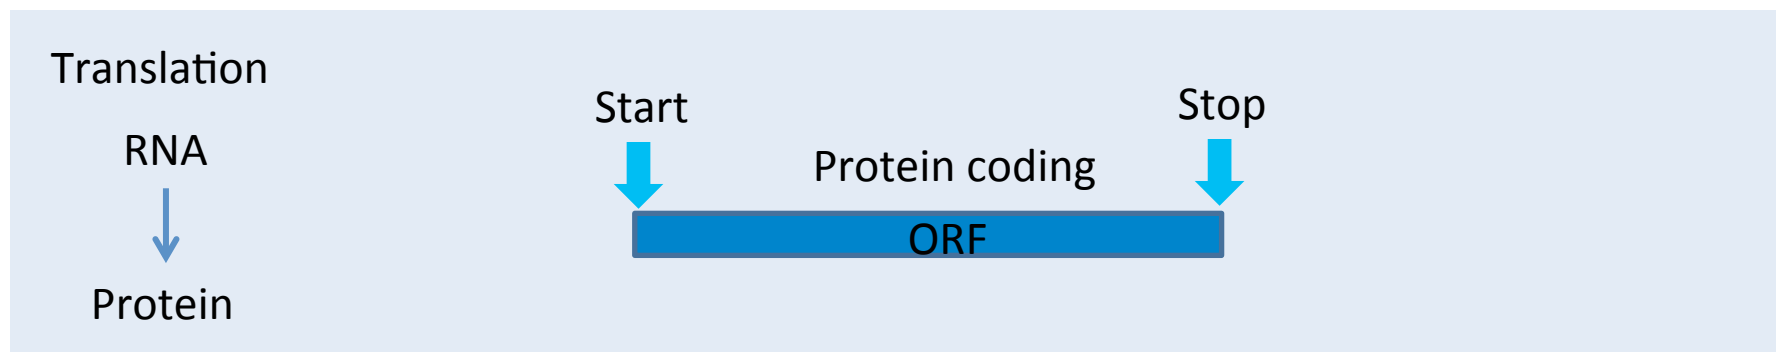 Translation
RNA
Protein
Start
Stop
Protein coding
ORF